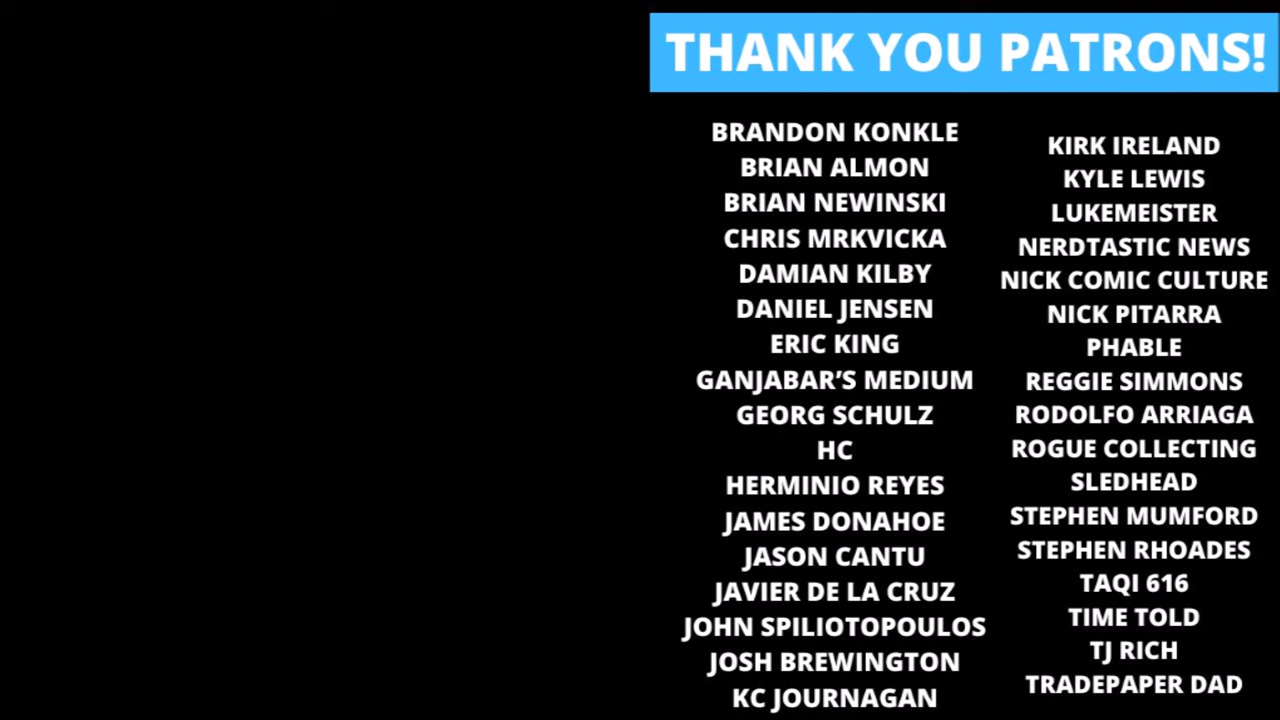 THANK YOU PATRONS!
BRANDON KONKLE
BRIAN ALMON
BRIAN NEWINSKI
CHRIS MRKVICKA
DAMIAN KILBY
DANIEL JENSEN
ERIC KING
GANJABAR’S MEDIUM
GEORG SCHULZ
HC
HERMINIO REYES
JAMES DONAHOE
JASON CANTU
JAVIER DE LA CRUZ
JOHN SPILIOTOPOULOS
JOSH BREWINGTON
KC JOURNAGAN
KIRK IRELAND
KYLE LEWIS
LUKEMEISTER
NERDTASTIC NEWS
NICK COMIC CULTURE
NICK PITARRA
PHABLE
REGGIE SIMMONS
RODOLFO ARRIAGA
ROGUE COLLECTING
SLEDHEAD
STEPHEN MUMFORD
STEPHEN RHOADES
TAQI 616
TIME TOLD
TJ RICH
TRADEPAPER DAD